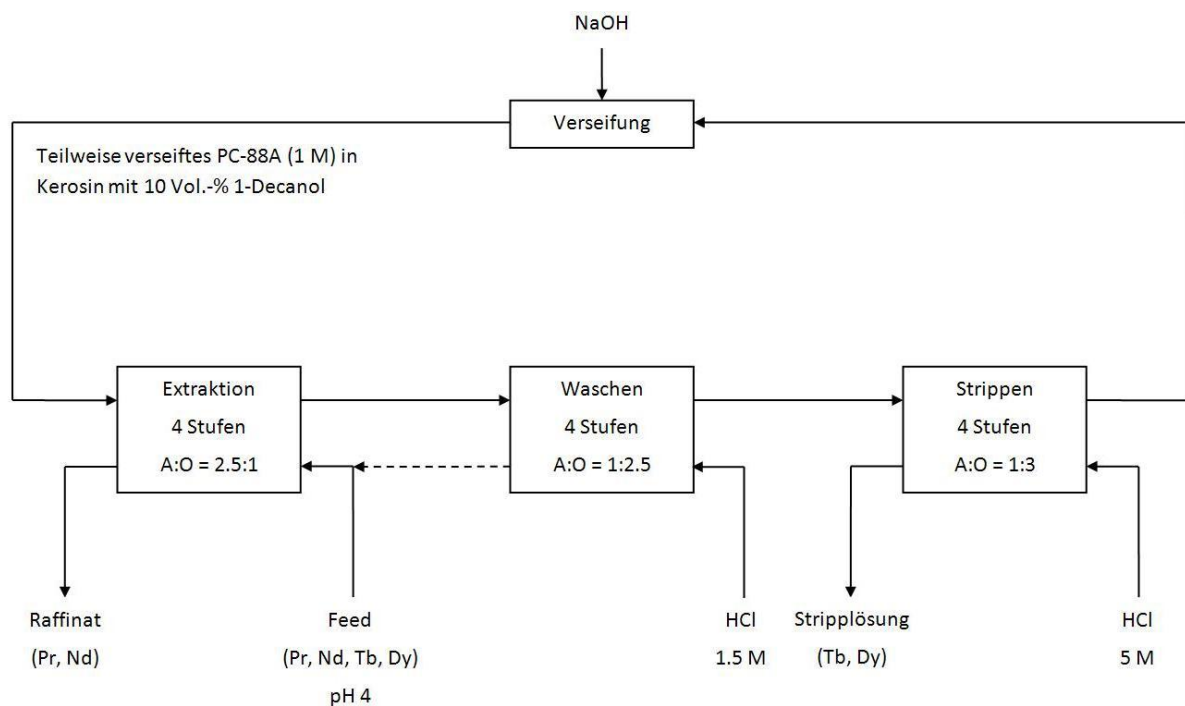 NaOH
Verseifung
Teilweise verseiftes PC-88A (1 M) in
Kerosin mit 10 Vol.-% 1-Decanol
Extraktion
4 Stufen
A:O = 2.5:1
Waschen
4 Stufen
A:O = 1:2.5
Strippen
4 Stufen
A:O = 1:3
Raffinat
(Pr, Nd)
Feed
(Pr, Nd, Tb, Dy)
pH 4
HCl
1.5 M
Stripplösung
(Tb, Dy)
HCl
5 M